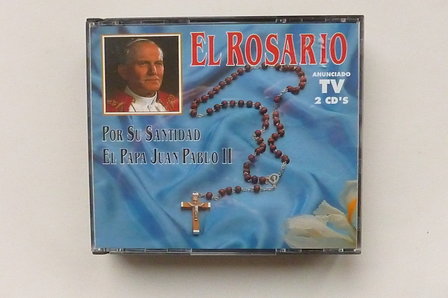 EL ROSARIO
ANUNCIADO
TV
2 CD'S
POR SU SANTIDAD
EL PAPA JUAN PABLO II